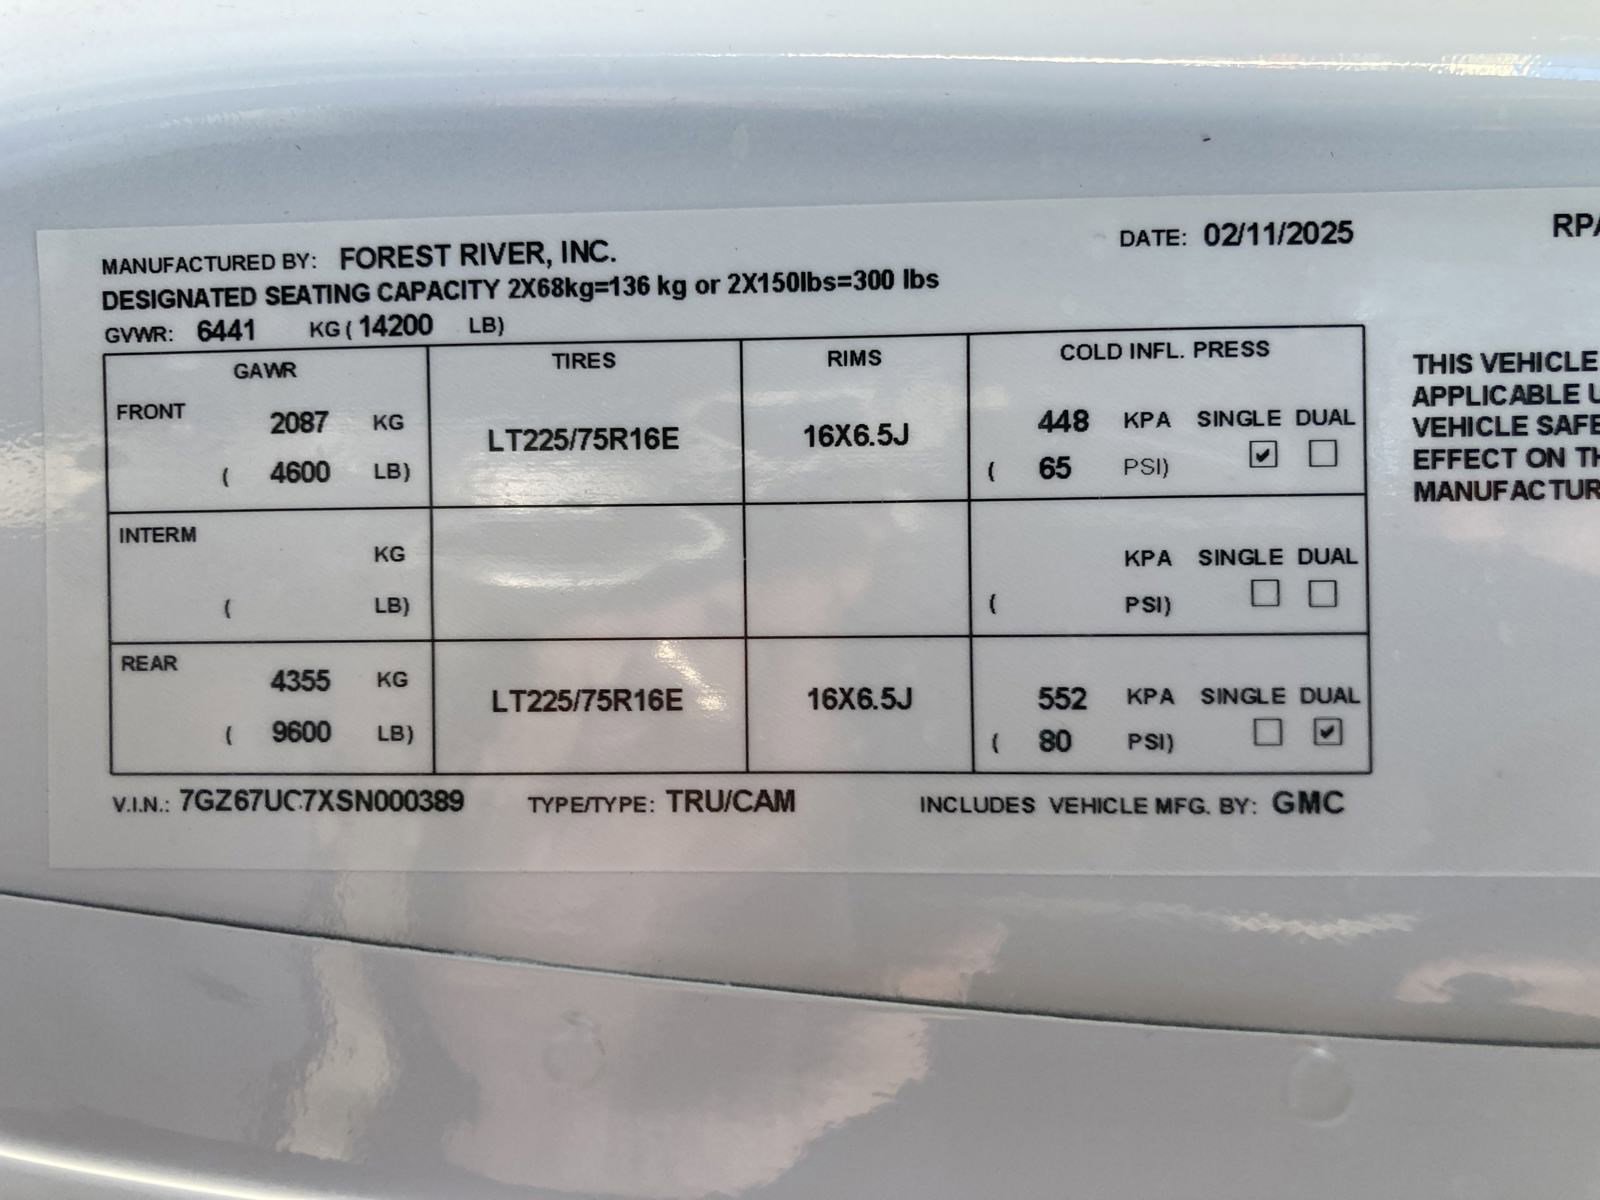 MANUFACTURED BY: FOREST RIVER, INC. DATE: 02/11/2025
DESIGNATED SEATING CAPACITY 2X68kg=136 kg or 2X150lbs=300 lbs
GVWR: 6441 KG ( 14200 LB)
GAWR TIRES RIMS COLD INFL. PRESS
FRONT 2087 KG LT225/75R16E 16X6.5J 448 KPA SINGLE DUAL
( 4600 LB) ( 65 PSI)
INTERM KG KPA SINGLE DUAL
( LB) ( PSI)
REAR 4355 KG LT225/75R16E 16X6.5J 552 KPA SINGLE DUAL
( 9600 LB) ( 80 PSI)
V.I.N.: 7GZ67UC7XSN000389 TYPE/TYPE: TRU/CAM INCLUDES VEHICLE MFG. BY: GMC
THIS VEHICLE
APPLICABLE
VEHICLE
EFFECT ON